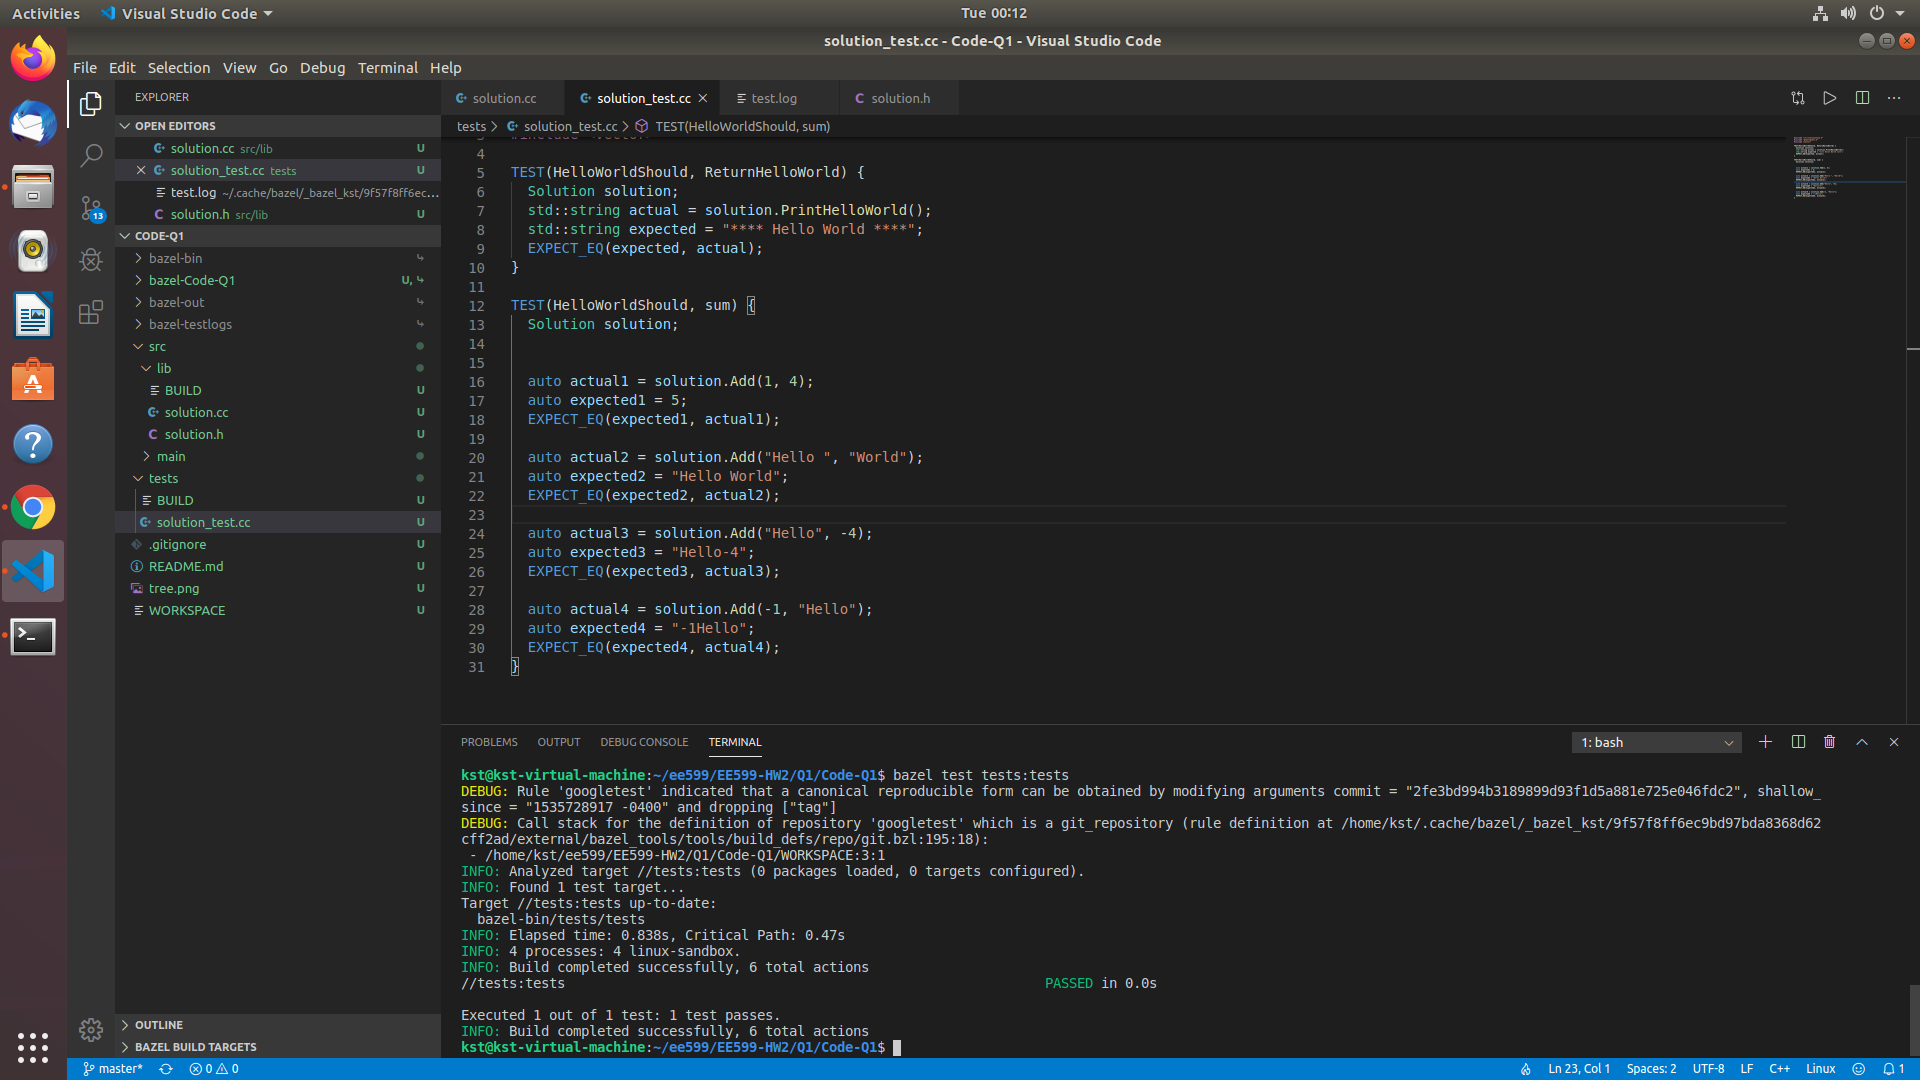 Activities
Visual Studio Code
Tue 00:12
solution_test.cc - Code-Q1 - Visual Studio Code
File Edit Selection View Go Debug Terminal Help
EXPLORER
OPEN EDITORS
solution.cc src/lib U
solution_test.cc tests U
test.log ~/.cache/bazel/_bazel_kst/9f57f8ff6ec...
solution.h src/lib U
CODE-Q1
bazel-bin
bazel-Code-Q1 U,
bazel-out
bazel-testlogs
src
lib
BUILD U
solution.cc U
solution.h U
main
tests
BUILD U
solution_test.cc U
.gitignore U
README.md U
tree.png U
WORKSPACE U
OUTLINE
BAZEL BUILD TARGETS
13
solution.cc solution_test.cc test.log solution.h
tests > solution_test.cc > TEST(HelloWorldShould, sum)
4
5 TEST(HelloWorldShould, ReturnHelloWorld) {
6 Solution solution;
7 std::string actual = solution.PrintHelloWorld();
8 std::string expected = "**** Hello World ****";
9 EXPECT_EQ(expected, actual);
10 }
11
12 TEST(HelloWorldShould, sum) {
13 Solution solution;
14
15
16 auto actual1 = solution.Add(1, 4);
17 auto expected1 = 5;
18 EXPECT_EQ(expected1, actual1);
19
20 auto actual2 = solution.Add("Hello ", "World");
21 auto expected2 = "Hello World";
22 EXPECT_EQ(expected2, actual2);
23
24 auto actual3 = solution.Add("Hello", -4);
25 auto expected3 = "Hello-4";
26 EXPECT_EQ(expected3, actual3);
27
28 auto actual4 = solution.Add(-1, "Hello");
29 auto expected4 = "-1Hello";
30 EXPECT_EQ(expected4, actual4);
31 }
PROBLEMS OUTPUT DEBUG CONSOLE TERMINAL
1: bash
kst@kst-virtual-machine:~/ee599/EE599-HW2/Q1/Code-Q1$ bazel test tests:tests
DEBUG: Rule 'googletest' indicated that a canonical reproducible form can be obtained by modifying arguments commit = "2fe3bd994b3189899d93f1d5a881e725e046fdc2", shallow_
since = "1535728917 -0400" and dropping ["tag"]
DEBUG: Call stack for the definition of repository 'googletest' which is a git_repository (rule definition at /home/kst/.cache/bazel/_bazel_kst/9f57f8ff6ec9bd97bda8368d62
cff2ad/external/bazel_tools/tools/build_defs/repo/git.bzl:195:18):
- /home/kst/ee599/EE599-HW2/Q1/Code-Q1/WORKSPACE:3:1
INFO: Analyzed target //tests:tests (0 packages loaded, 0 targets configured).
INFO: Found 1 test target...
Target //tests:tests up-to-date:
bazel-bin/tests/tests
INFO: Elapsed time: 0.838s, Critical Path: 0.47s
INFO: 4 processes: 4 linux-sandbox.
INFO: Build completed successfully, 6 total actions
//tests:tests PASSED in 0.0s
Executed 1 out of 1 test: 1 test passes.
INFO: Build completed successfully, 6 total actions
kst@kst-virtual-machine:~/ee599/EE599-HW2/Q1/Code-Q1$
master* 0 0 Ln 23, Col 1 Spaces: 2 UTF-8 LF C++ Linux 1